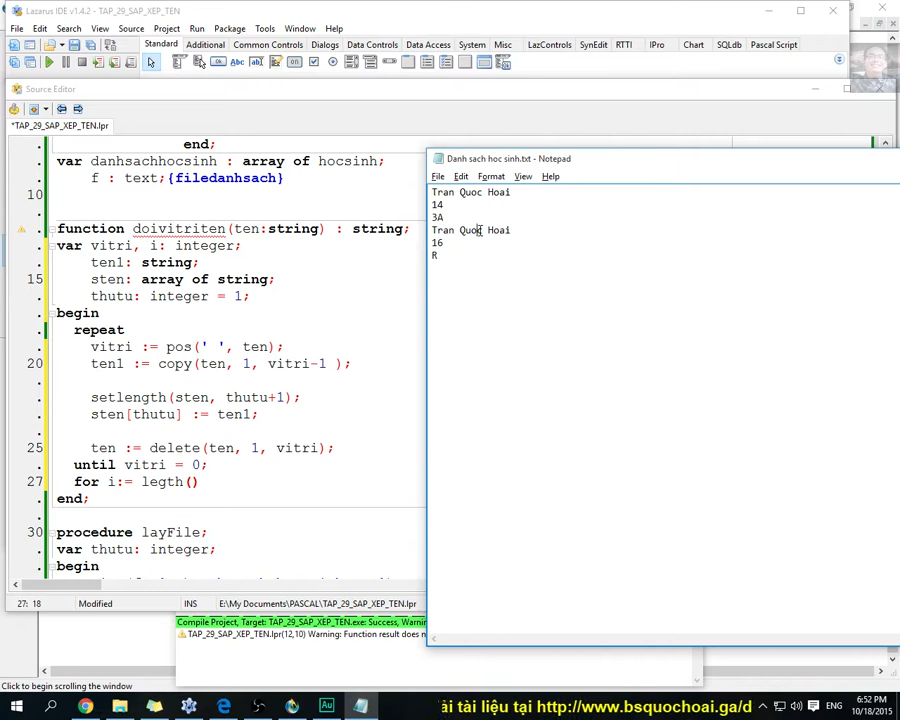 Lazarus IDE v1.4.2 - TAP_29_SAP_XEP_TEN
File Edit Search View Source Project Run Package Tools Window Help
Standard Additional Common Controls Dialogs Data Controls Data Access System Misc LazControls SynEdit RTTI IPro Chart SQLdb Pascal Script
Source Editor
*TAP_29_SAP_XEP_TEN.lpr
end;
var danhsachhocsinh : array of hocsinh;
f : text;{filedanhsach}
10
function doivitriten(ten:string) : string;
var vitri, i: integer;
ten1: string;
15 sten: array of string;
thutu: integer = 1;
begin
repeat
vitri := pos(' ', ten);
20 ten1 := copy(ten, 1, vitri-1 );
setlength(sten, thutu+1);
sten[thutu] := ten1;
25 ten := delete(ten, 1, vitri);
until vitri = 0;
27 for i:= legth()
end;
30 procedure layFile;
var thutu: integer;
begin
27: 18 Modified INS E:\My Documents\PASCAL\TAP_29_SAP_XEP_TEN.lpr
Danh sach hoc sinh.txt - Notepad
File Edit Format View Help
Tran Quoc Hoai
14
3A
Tran Quoc Hoai
16
R
Compile Project, Target: TAP_29_SAP_XEP_TEN.exe: Success, Warnin
TAP_29_SAP_XEP_TEN.lpr(12,10) Warning: Function result does n
Click to begin scrolling the window
Au
ài tài liệu tại http://www.bsquochoai.ga/d
ENG
6:52 PM
10/18/2015